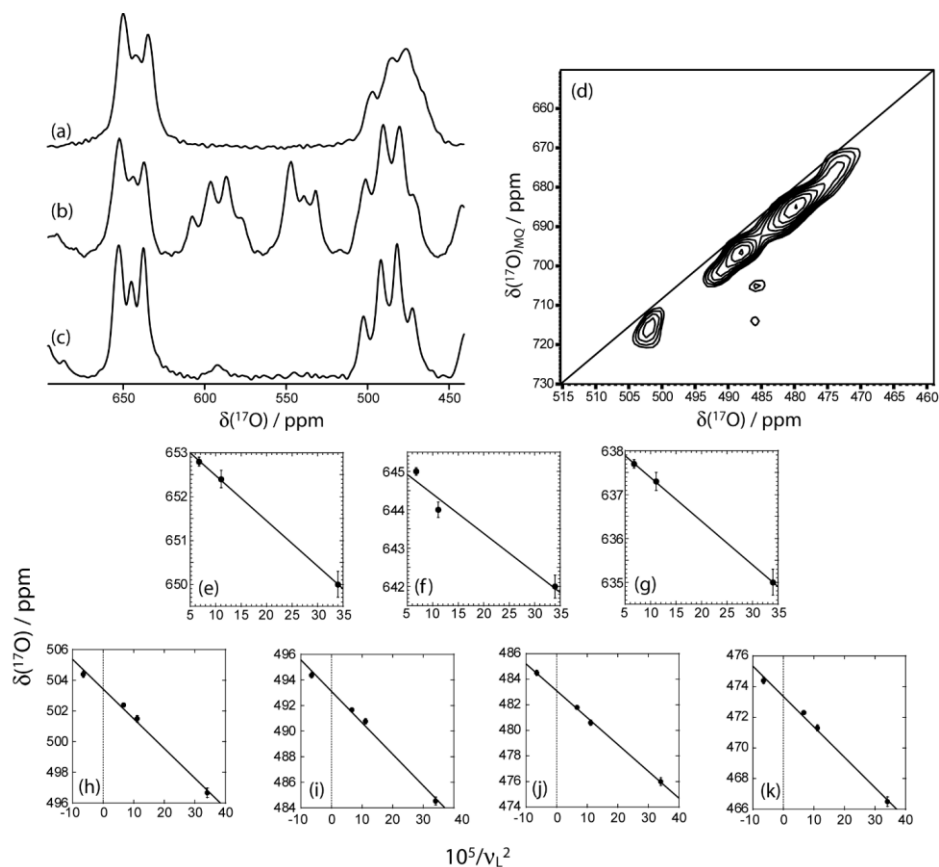 (a)
(b)
(c)
650 600 550 500 450
δ(¹⁷O) / ppm
(d)
660
670
680
690
700
710
720
730
δ(¹⁷O)MQ / ppm
515 505 500 495 490 485 480 475 470 465 460
δ(¹⁷O) / ppm
δ(¹⁷O) / ppm
653
652
651
650
(e)
5 10 15 20 25 30 35
645
644
643
642
(f)
5 10 15 20 25 30 35
638
637
636
635
(g)
5 10 15 20 25 30 35
506
504
502
500
498
496
(h)
-10 0 10 20 30 40
496
494
492
490
488
486
484
(i)
-10 0 10 20 30 40
486
484
482
480
478
476
474
(j)
-10 0 10 20 30 40
476
474
472
470
468
466
(k)
-10 0 10 20 30 40
10⁵/νL²